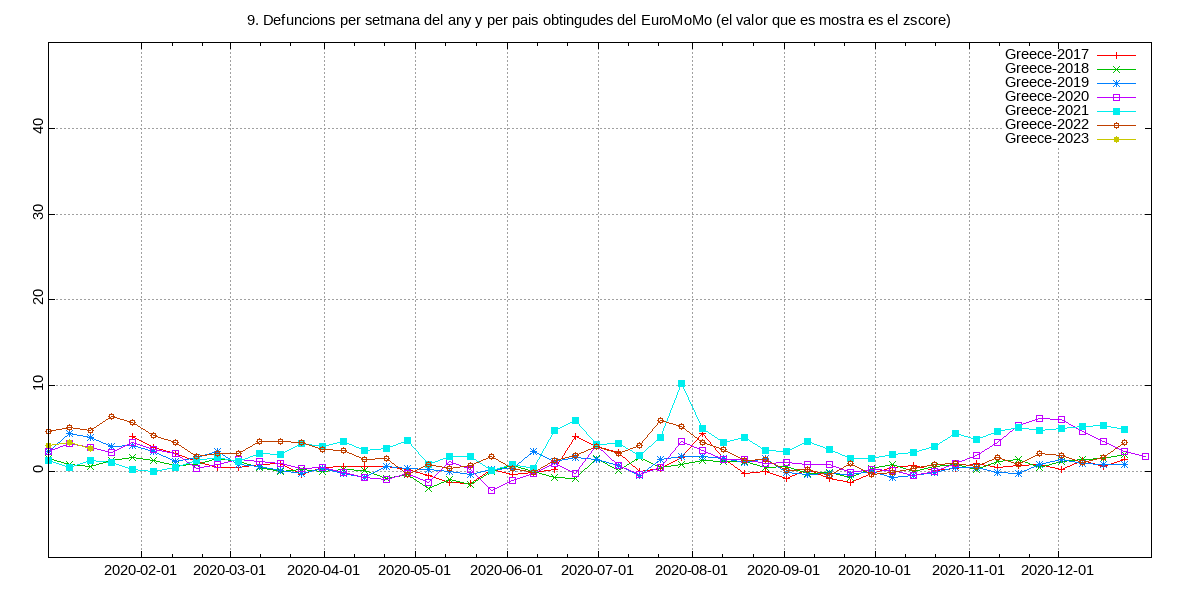 9. Defuncions per setmana del any y per pais obtingudes del EuroMoMo (el valor que es mostra es el zscore)
Greece-2017
Greece-2018
Greece-2019
Greece-2020
Greece-2021
Greece-2022
Greece-2023
40
30
20
10
0
2020-02-01 2020-03-01 2020-04-01 2020-05-01 2020-06-01 2020-07-01 2020-08-01 2020-09-01 2020-10-01 2020-11-01 2020-12-01